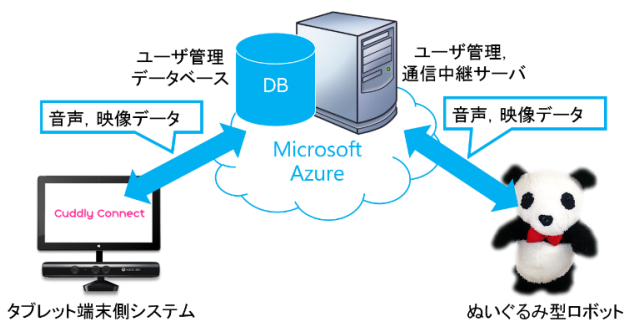 ユーザ管理
データベース
DB
ユーザ管理,
通信中継サーバ
音声, 映像データ
音声, 映像データ
Microsoft
Azure
Cuddly Connect
タブレット端末側システム
ぬいぐるみ型ロボット